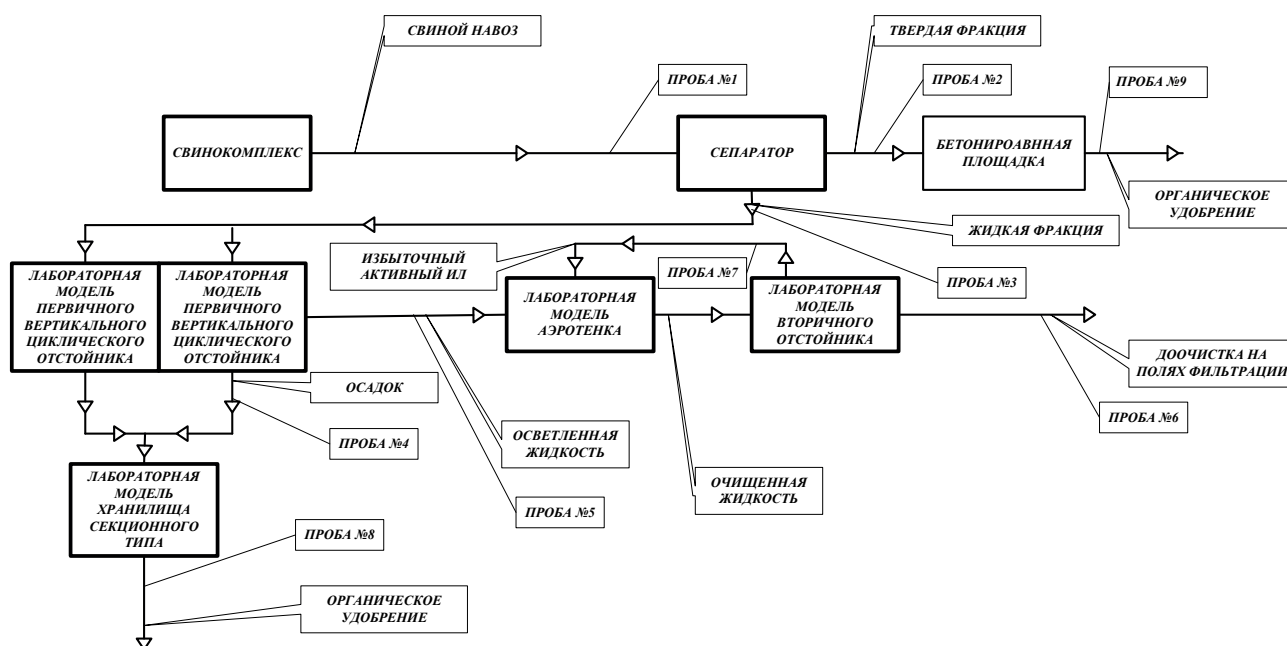 СВИНОЙ НАВОЗ
ТВЕРДАЯ ФРАКЦИЯ
ПРОБА №1
ПРОБА №2
ПРОБА №9
СВИНОКОМПЛЕКС
СЕПАРАТОР
БЕТОНИРОАВННАЯ
ПЛОЩАДКА
ОРГАНИЧЕСКОЕ
УДОБРЕНИЕ
ЖИДКАЯ ФРАКЦИЯ
ИЗБЫТОЧНЫЙ
АКТИВНЫЙ ИЛ
ПРОБА №7
ПРОБА №3
ЛАБОРАТОРНАЯ
МОДЕЛЬ
ПЕРВИЧНОГО
ВЕРТИКАЛЬНОГО
ЦИКЛИЧЕСКОГО
ОТСТОЙНИКА
ЛАБОРАТОРНАЯ
МОДЕЛЬ
ПЕРВИЧНОГО
ВЕРТИКАЛЬНОГО
ЦИКЛИЧЕСКОГО
ОТСТОЙНИКА
ЛАБОРАТОРНАЯ
МОДЕЛЬ
АЭРОТЕНКА
ЛАБОРАТОРНАЯ
МОДЕЛЬ
ВТОРИЧНОГО
ОТСТОЙНИКА
ДООЧИСТКА НА
ПОЛЯХ ФИЛЬТРАЦИИ
ОСАДОК
ПРОБА №6
ПРОБА №4
ОСВЕТЛЕННАЯ
ЖИДКОСТЬ
ЛАБОРАТОРНАЯ
МОДЕЛЬ
ХРАНИЛИЩА
СЕКЦИОННОГО
ТИПА
ОЧИЩЕННАЯ
ЖИДКОСТЬ
ПРОБА №5
ПРОБА №8
ОРГАНИЧЕСКОЕ
УДОБРЕНИЕ